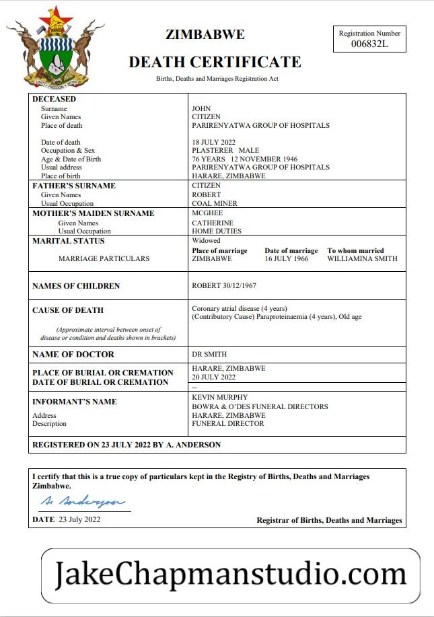 ZIMBABWE
Registration Number
006832L
DEATH CERTIFICATE
Births, Deaths and Marriages Registration Act
DECEASED
Surname JOHN
Given Names CITIZEN
Place of death PARIRENYATWA GROUP OF HOSPITALS
Date of death 18 JULY 2022
Occupation & Sex PLASTERER MALE
Age & Date of Birth 76 YEARS 12 NOVEMBER 1946
Usual address PARIRENYATWA GROUP OF HOSPITALS
Place of birth HARARE, ZIMBABWE
FATHER'S SURNAME CITIZEN
Given Names ROBERT
Usual Occupation COAL MINER
MOTHER'S MAIDEN SURNAME MCGHEE
Given Names CATHERINE
Usual Occupation HOME DUTIES
MARITAL STATUS Widowed
Place of marriage Date of marriage To whom married
MARRIAGE PARTICULARS ZIMBABWE 16 JULY 1966 WILLIAMINA SMITH
NAMES OF CHILDREN ROBERT 30/12/1967
CAUSE OF DEATH Coronary atrial disease (4 years)
(Contributory Cause) Paraproteinaemia (4 years), Old age
(Approximate interval between onset of
disease or condition and deaths shown in brackets)
NAME OF DOCTOR DR SMITH
PLACE OF BURIAL OR CREMATION HARARE, ZIMBABWE
DATE OF BURIAL OR CREMATION 20 JULY 2022
--
INFORMANT'S NAME KEVIN MURPHY
BOWRA & O'DES FUNERAL DIRECTORS
Address HARARE, ZIMBABWE
Description FUNERAL DIRECTOR
REGISTERED ON 23 JULY 2022 BY A. ANDERSON
I certify that this is a true copy of particulars kept in the Registry of Births, Deaths and Marriages
Zimbabwe.
A. Anderson
DATE 23 July 2022 Registrar of Births, Deaths and Marriages
JakeChapmanstudio.com